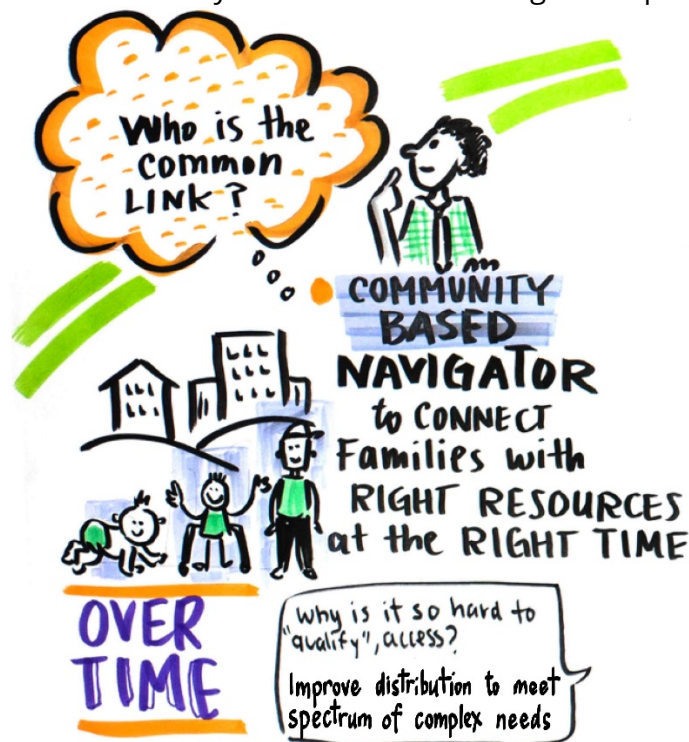 Who is the
common
LINK?
COMMUNITY
BASED
NAVIGATOR
to CONNECT
Families with
RIGHT RESOURCES
at the RIGHT TIME
OVER
TIME
why is it so hard to
"qualify", access?
Improve distribution to meet
spectrum of complex needs